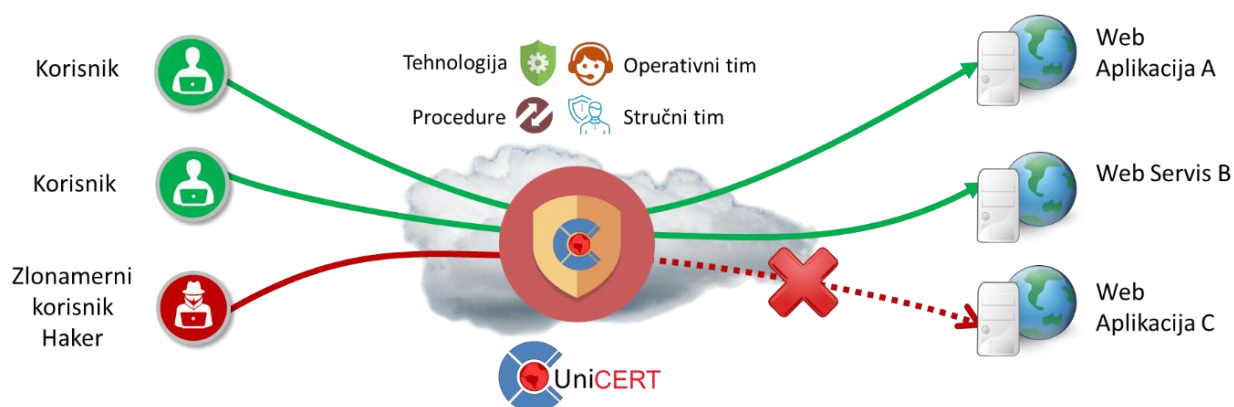 Korisnik
Korisnik
Zlonamerni
korisnik
Haker
Tehnologija
Operativni tim
Procedure
Stručni tim
UniCERT
Web
Aplikacija A
Web Servis B
Web
Aplikacija C